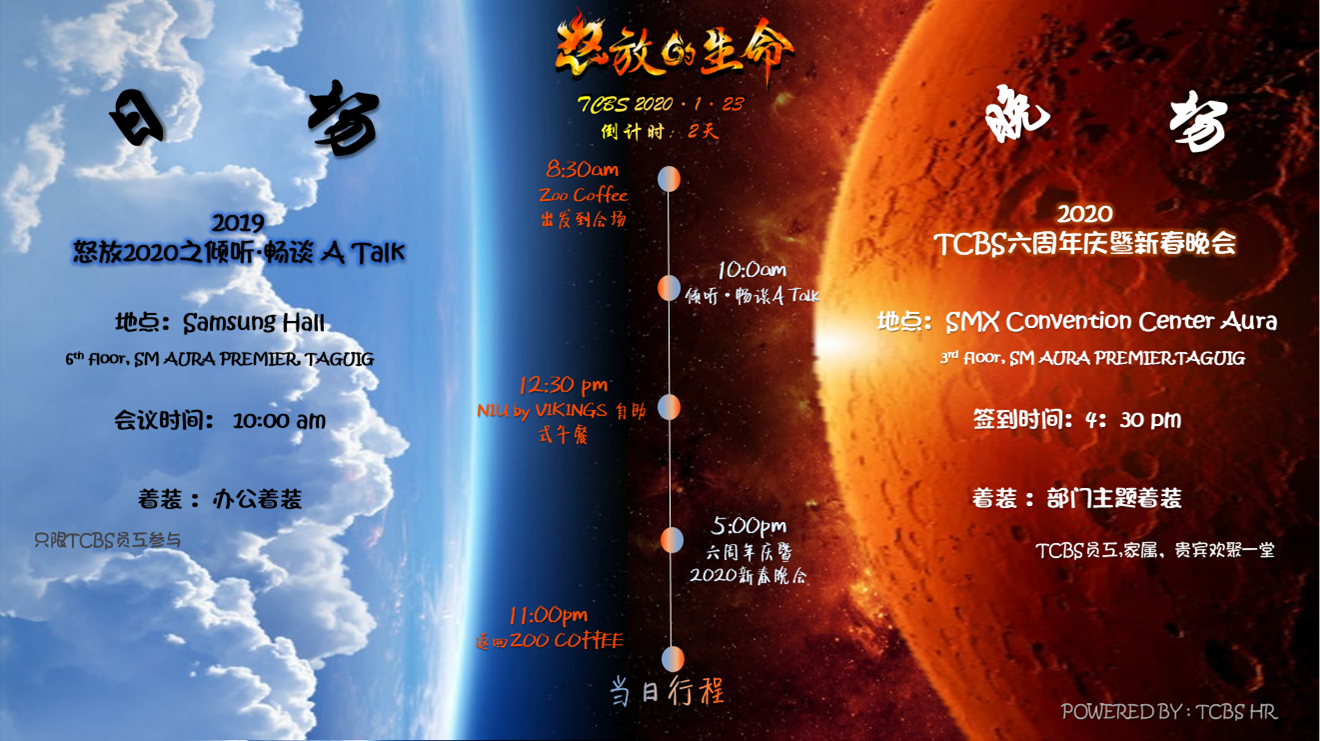 怒放的生命
TCBS 2020·1·23
倒计时：2天
日 场
2019
怒放2020之倾听·畅谈 A Talk
地点：Samsung Hall
6th floor, SM AURA PREMIER, TAGUIG
会议时间： 10:00 am
着装： 办公着装
只限TCBS员工参与
8:30am
Zoo Coffee
出发到会场
10:0am
倾听·畅谈A Talk
12:30 pm
NIU by VIKINGS 自助
式午餐
5:00pm
六周年庆暨
2020新春晚会
11:00pm
返回ZOO COFFEE
当日行程
晚 场
2020
TCBS六周年庆暨新春晚会
地点：SMX Convention Center Aura
3rd floor, SM AURA PREMIER,TAGUIG
签到时间：4：30 pm
着装：部门主题着装
TCBS员工,家属，贵宾欢聚一堂
POWERED BY : TCBS HR